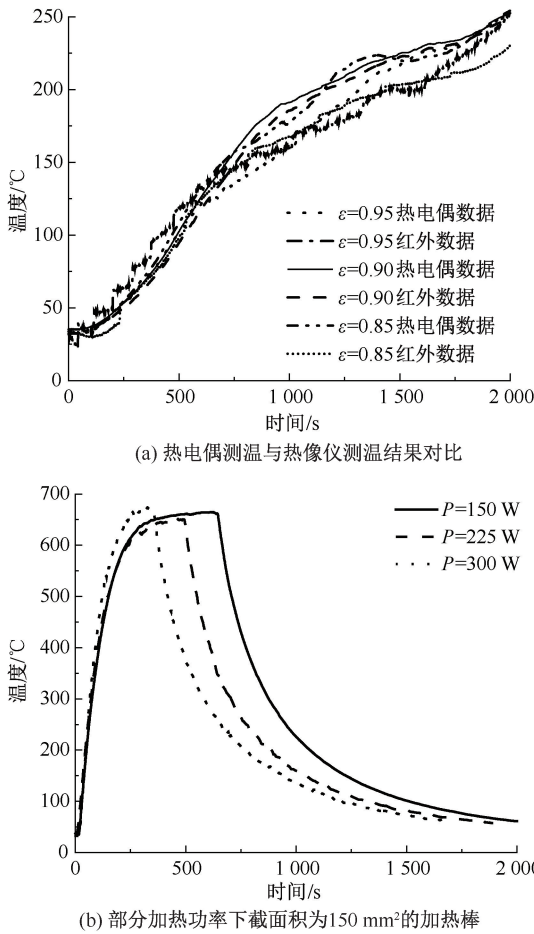 250
200
150
100
50
0
温度/℃
ε=0.95热电偶数据
ε=0.95红外数据
ε=0.90热电偶数据
ε=0.90红外数据
ε=0.85热电偶数据
ε=0.85红外数据
0 500 1 000 1 500 2 000
时间/s
(a) 热电偶测温与热像仪测温结果对比
700
600
500
400
300
200
100
0
温度/℃
P=150 W
P=225 W
P=300 W
0 500 1 000 1 500 2 000
时间/s
(b) 部分加热功率下截面积为150 mm²的加热棒